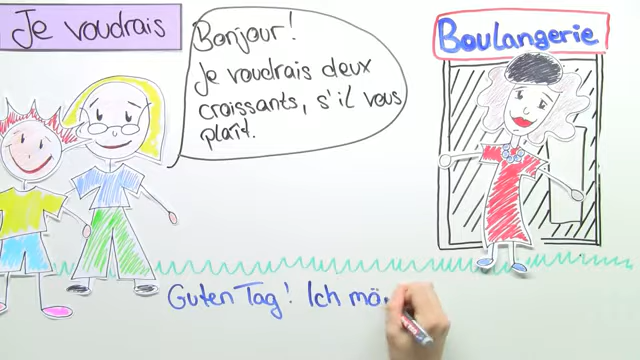 Je voudrais
Bonjour!
Je voudrais deux
croissants, s'il vous
plaît.
Boulangerie
Guten Tag! Ich mö